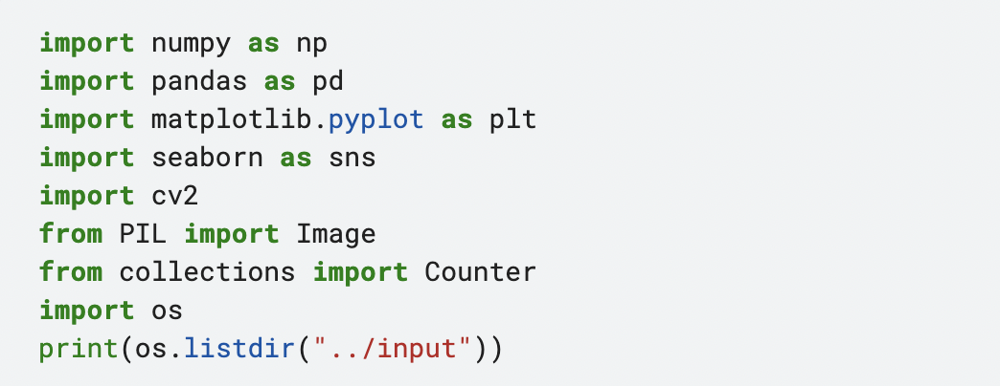 import numpy as np
import pandas as pd
import matplotlib.pyplot as plt
import seaborn as sns
import cv2
from PIL import Image
from collections import Counter
import os
print(os.listdir("../input"))